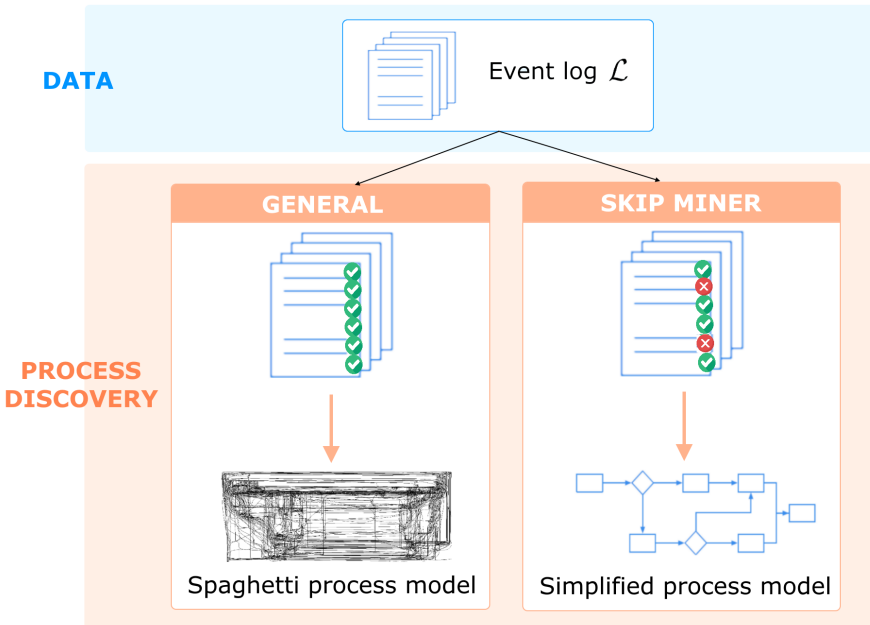 DATA
Event log ℒ
GENERAL
SKIP MINER
PROCESS
DISCOVERY
Spaghetti process model
Simplified process model